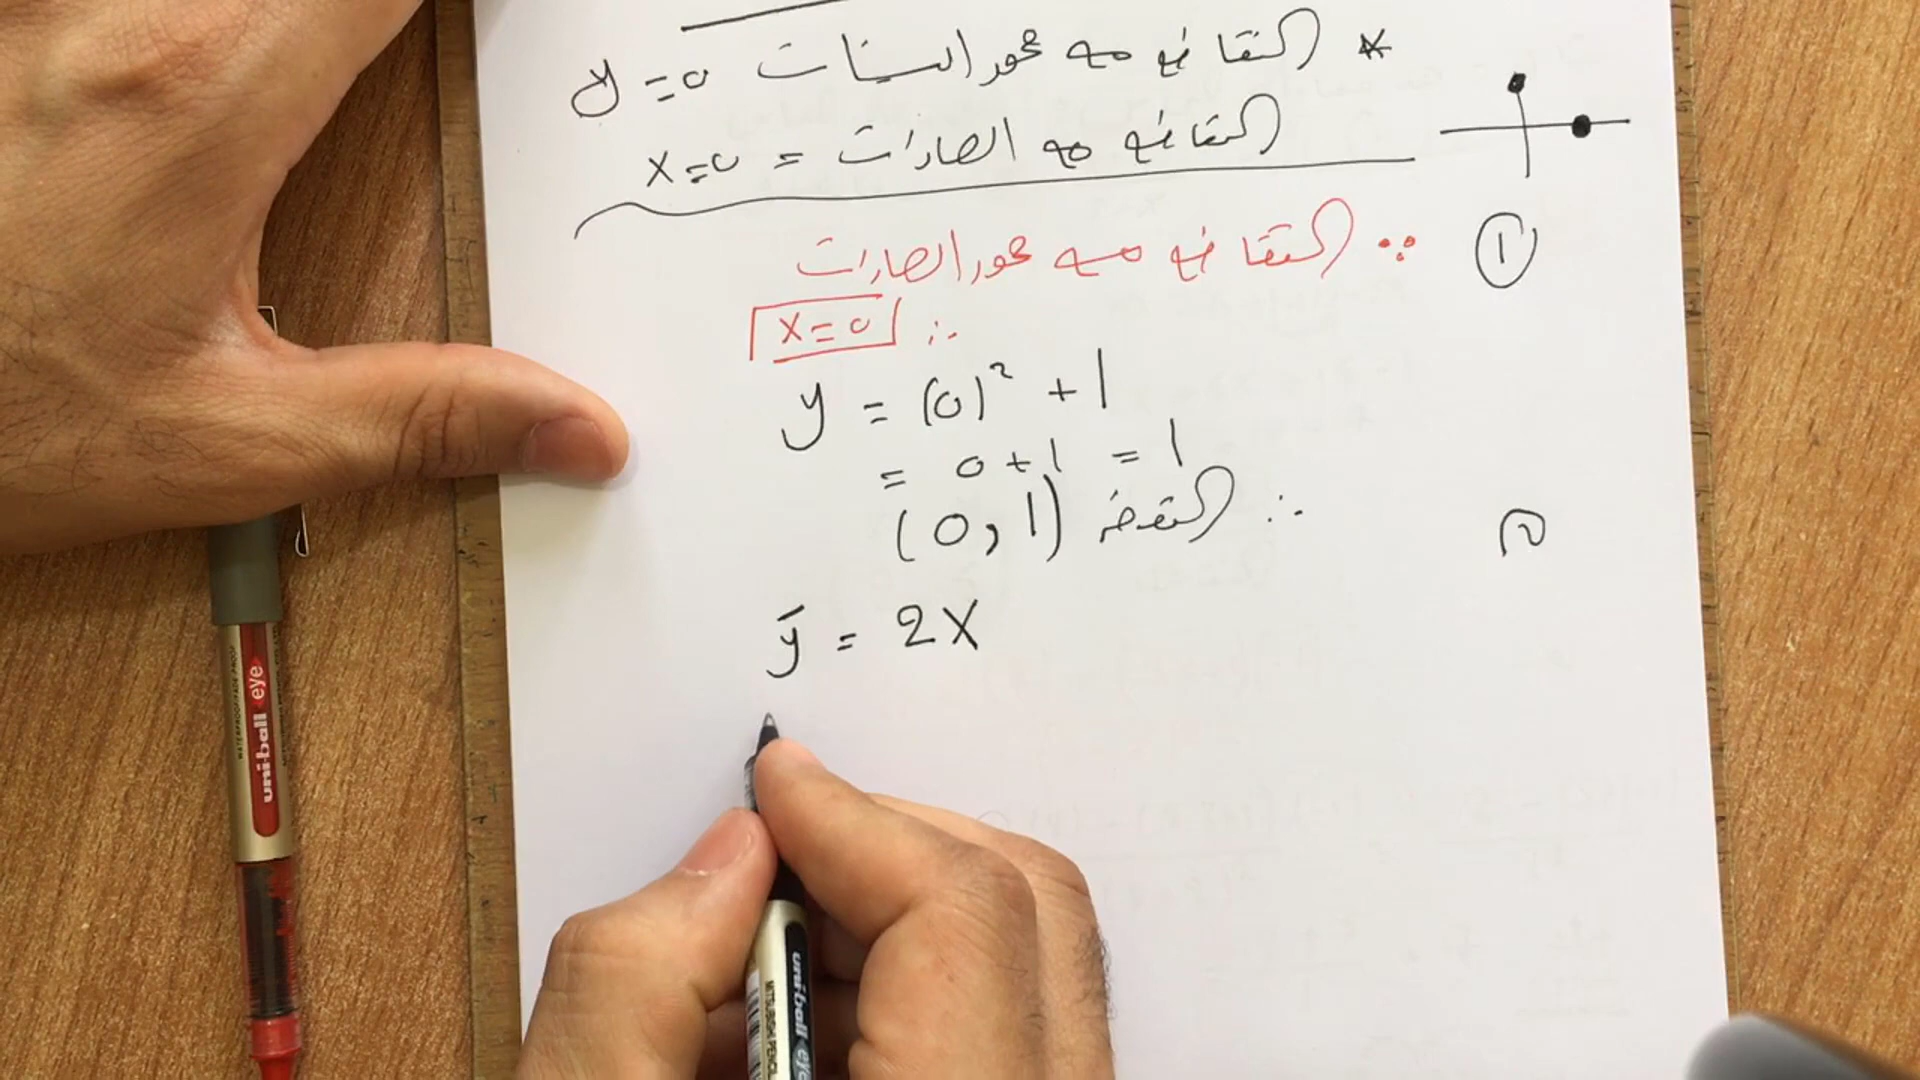 * التقاطع مع محور السينات y=0
التقاطع مع الصادات = x=0
① ∵ التقاطع مع محور الصادات
∴ x=0
y = (0)² + 1
= 0+1 = 1
∴ النقطة (0,1)
ȳ = 2x
uni-ball eye
uni-ball eye